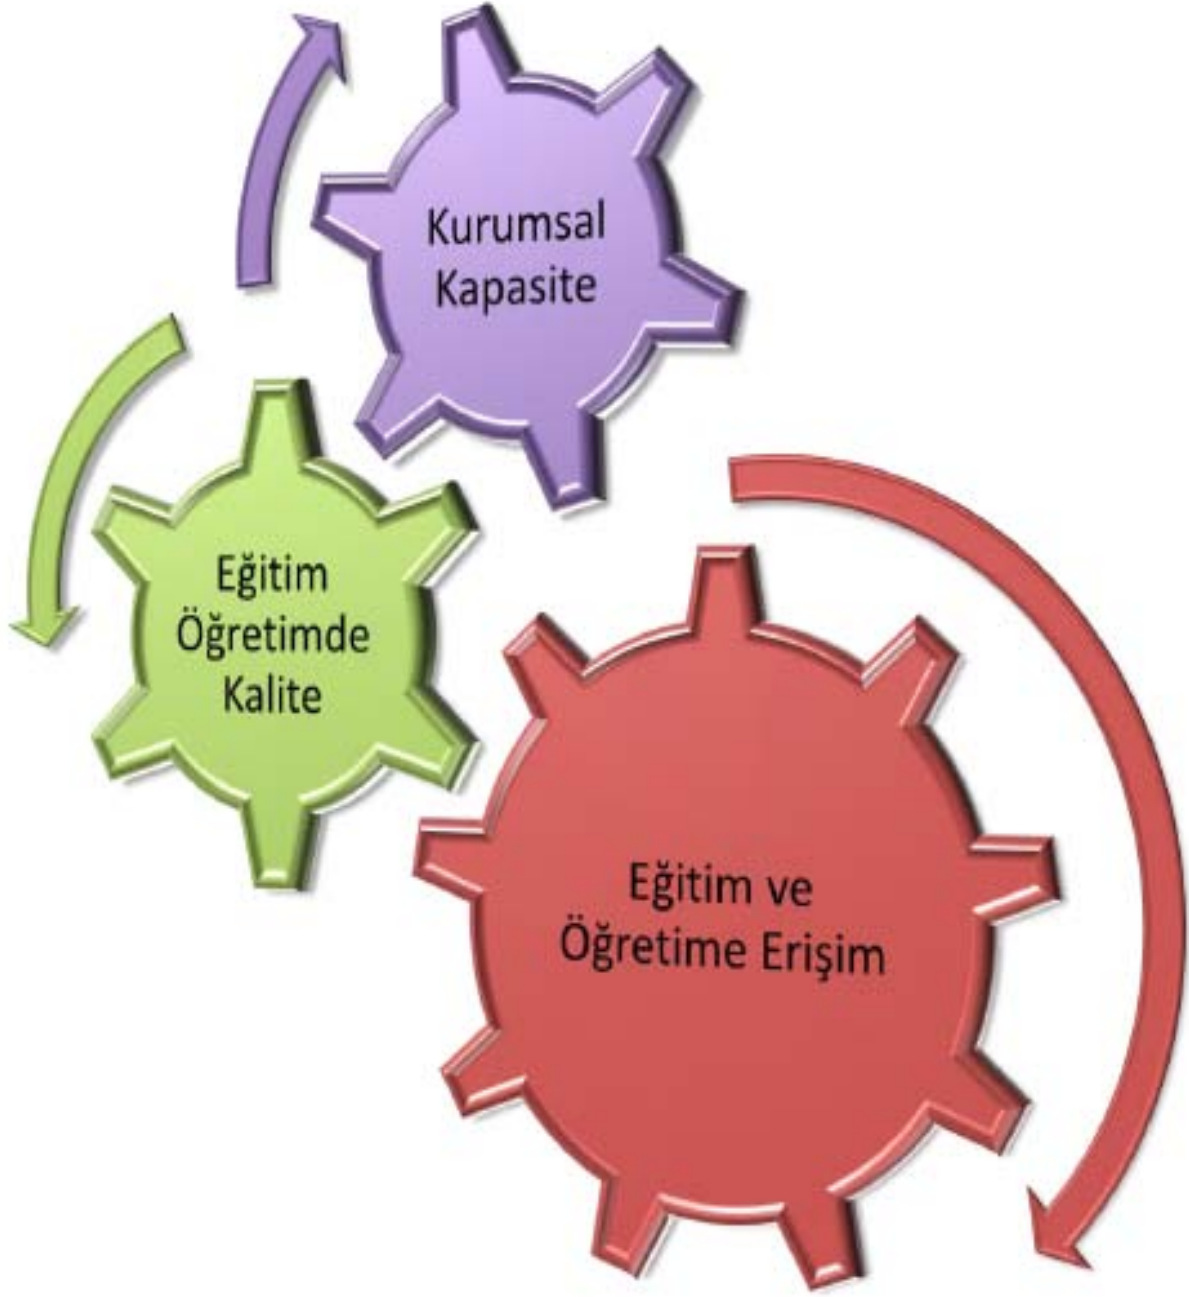 Kurumsal
Kapasite
Eğitim
Öğretimde
Kalite
Eğitim ve
Öğretime Erişim